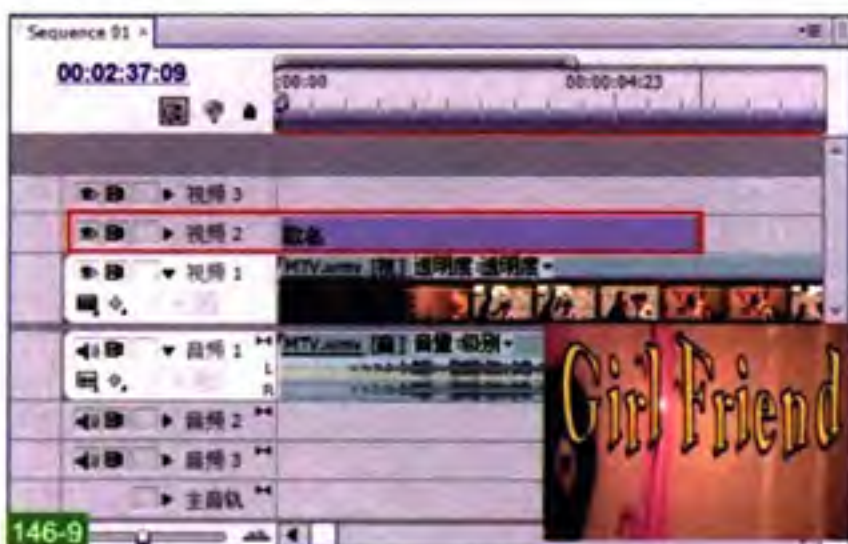 Sequence 01 ×
00:02:37:09
:00:00
00:00:04:23
视频 3
视频 2
歌名
视频 1
MTV.wmv [视] 透明度:透明度
音频 1
MTV.wmv [音] 音量:级别
L
R
音频 2
音频 3
主音轨
Girl Friend
146-9